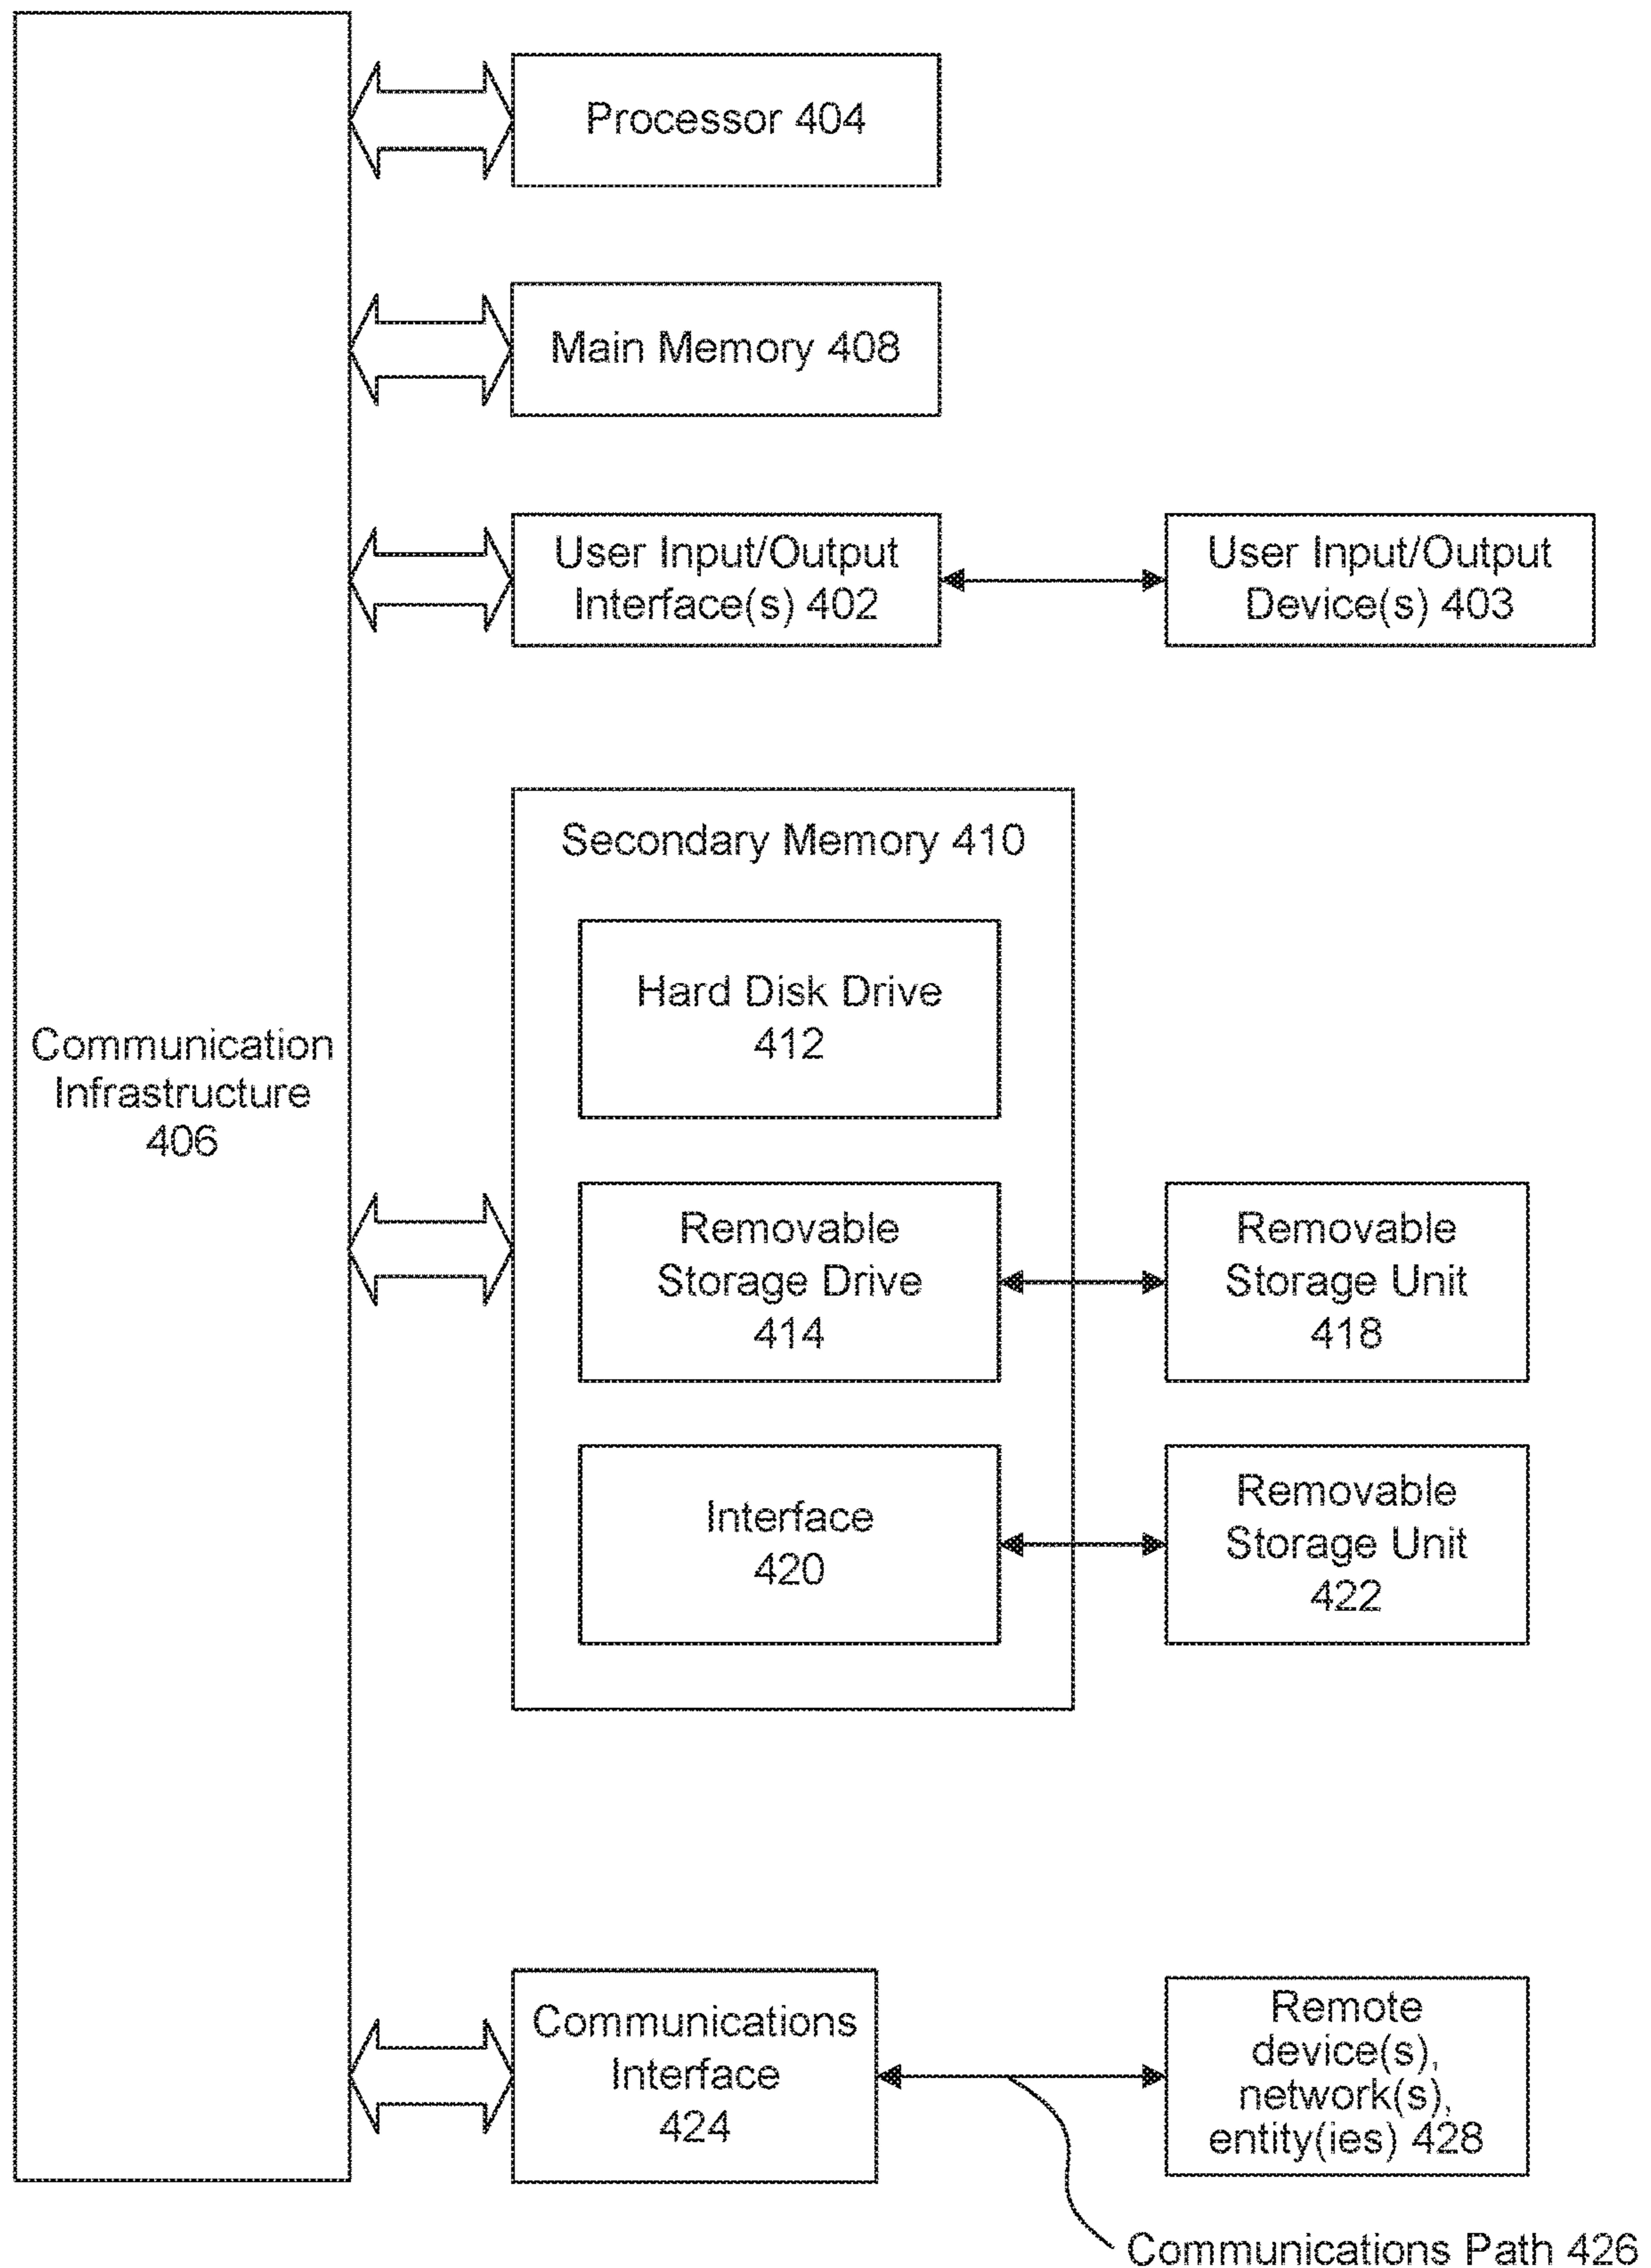 Processor 404
Main Memory 408
User Input/Output
Interface(s) 402
User Input/Output
Device(s) 403
Secondary Memory 410
Hard Disk Drive
412
Communication
Infrastructure
406
Removable
Storage Drive
414
Removable
Storage Unit
418
Interface
420
Removable
Storage Unit
422
Communications
Interface
424
Remote
device(s),
network(s),
entity(ies) 428
Communications Path 426